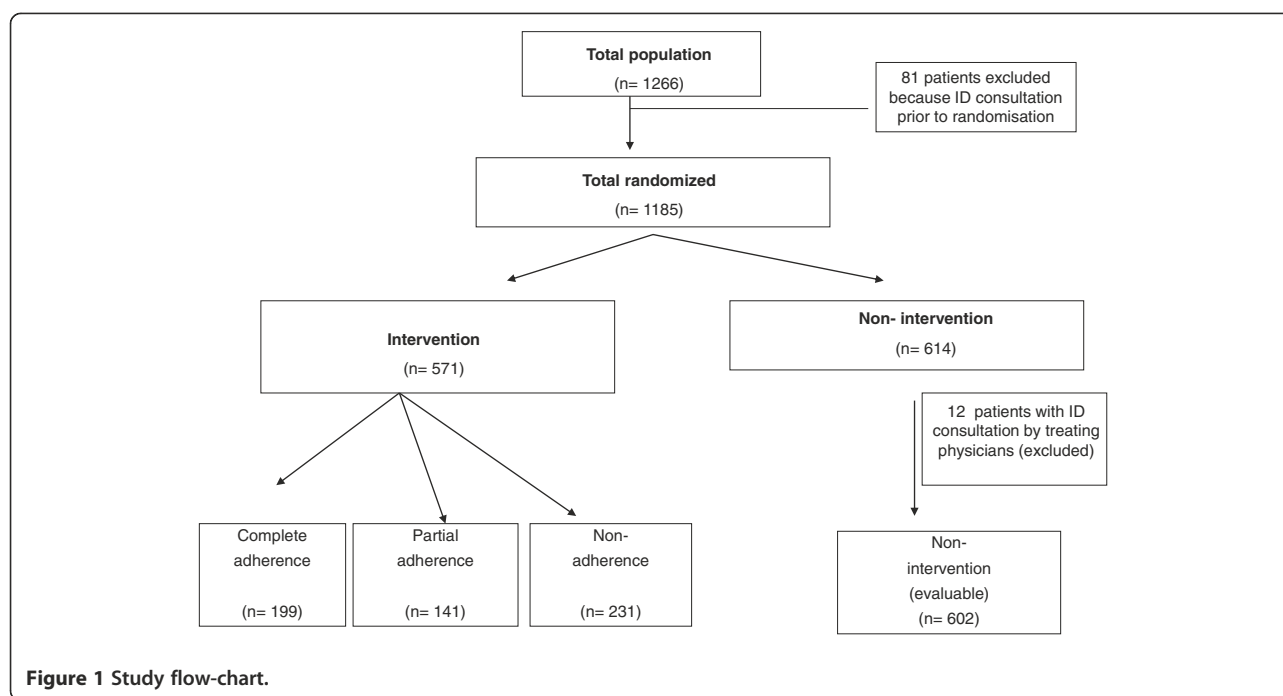 Total population
(n= 1266)
81 patients excluded
because ID consultation
prior to randomisation
Total randomized
(n= 1185)
Intervention
(n= 571)
Non- intervention
(n= 614)
12 patients with ID
consultation by treating
physicians (excluded)
Complete
adherence
(n= 199)
Partial
adherence
(n= 141)
Non-
adherence
(n= 231)
Non-
intervention
(evaluable)
(n= 602)
Figure 1 Study flow-chart.